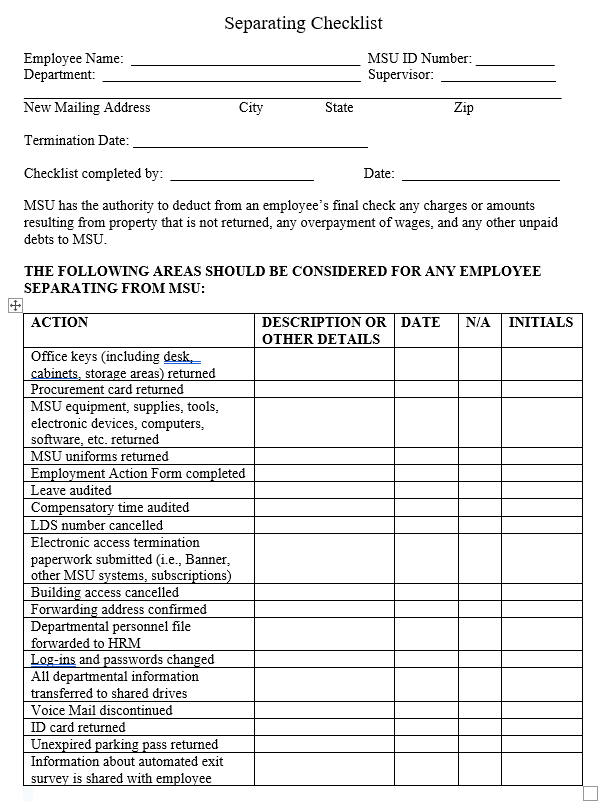 Separating Checklist
Employee Name: MSU ID Number:
Department: Supervisor:
New Mailing Address City State Zip
Termination Date:
Checklist completed by: Date:
MSU has the authority to deduct from an employee’s final check any charges or amounts
resulting from property that is not returned, any overpayment of wages, and any other unpaid
debts to MSU.
THE FOLLOWING AREAS SHOULD BE CONSIDERED FOR ANY EMPLOYEE
SEPARATING FROM MSU:
ACTION DESCRIPTION OR DATE N/A INITIALS
OTHER DETAILS
Office keys (including desk,
cabinets, storage areas) returned
Procurement card returned
MSU equipment, supplies, tools,
electronic devices, computers,
software, etc. returned
MSU uniforms returned
Employment Action Form completed
Leave audited
Compensatory time audited
LDS number cancelled
Electronic access termination
paperwork submitted (i.e., Banner,
other MSU systems, subscriptions)
Building access cancelled
Forwarding address confirmed
Departmental personnel file
forwarded to HRM
Log-ins and passwords changed
All departmental information
transferred to shared drives
Voice Mail discontinued
ID card returned
Unexpired parking pass returned
Information about automated exit
survey is shared with employee